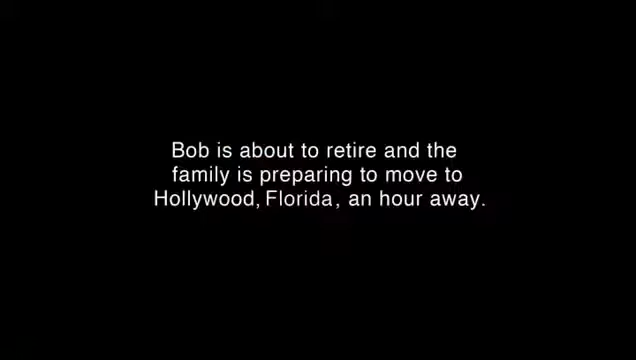 Bob is about to retire and the
family is preparing to move to
Hollywood, Florida, an hour away.